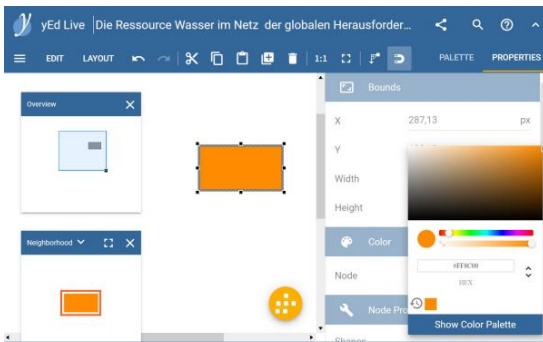 yEd Live | Die Ressource Wasser im Netz der globalen Herausforder...
EDIT LAYOUT 1:1 PALETTE PROPERTIES
Overview
Neighborhood
Bounds
X 287,13 px
Y
Width
Height
Color
Node
#FF8C00
HEX
Show Color Palette
Node Pro